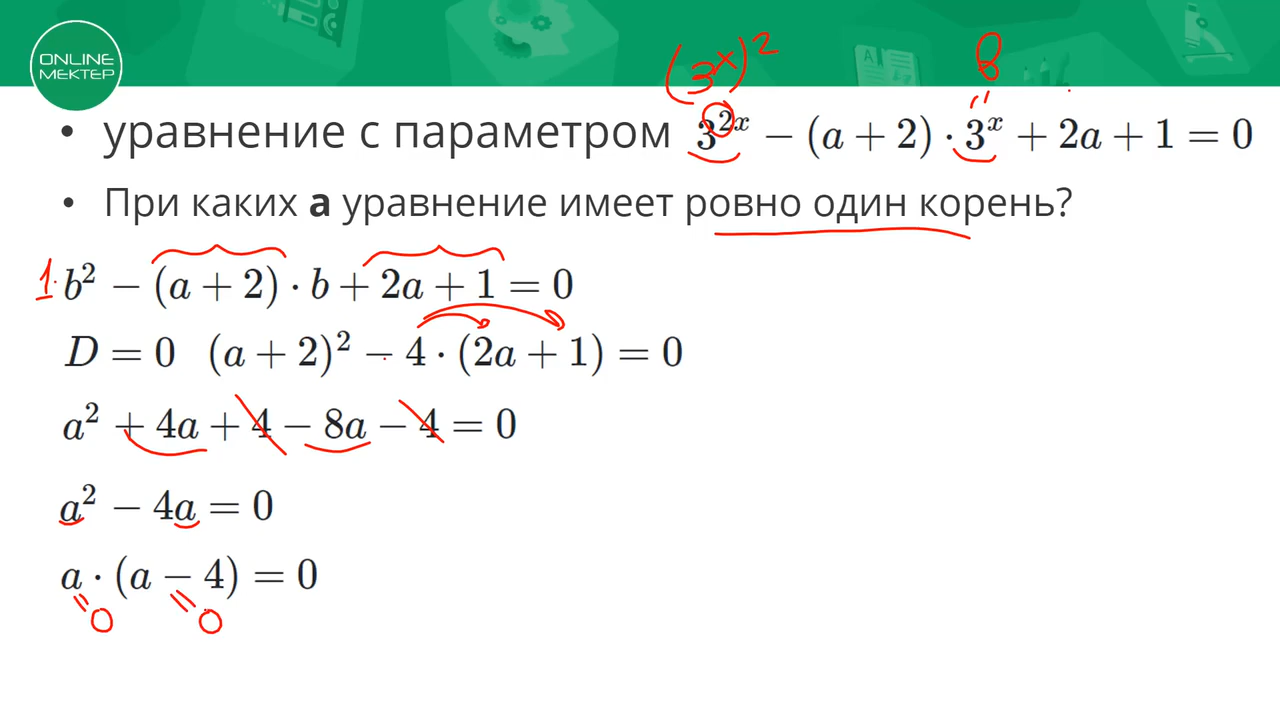 ONLINE
МЕКТЕР
(3^x)^2
в
• уравнение с параметром 3^{2x} − (a + 2) · 3^x + 2a + 1 = 0
• При каких а уравнение имеет ровно один корень?
1· b^2 − (a + 2) · b + 2a + 1 = 0
D = 0 (a + 2)^2 − 4 · (2a + 1) = 0
a^2 + 4a + 4 − 8a − 4 = 0
a^2 − 4a = 0
a · (a − 4) = 0
= 0 = 0